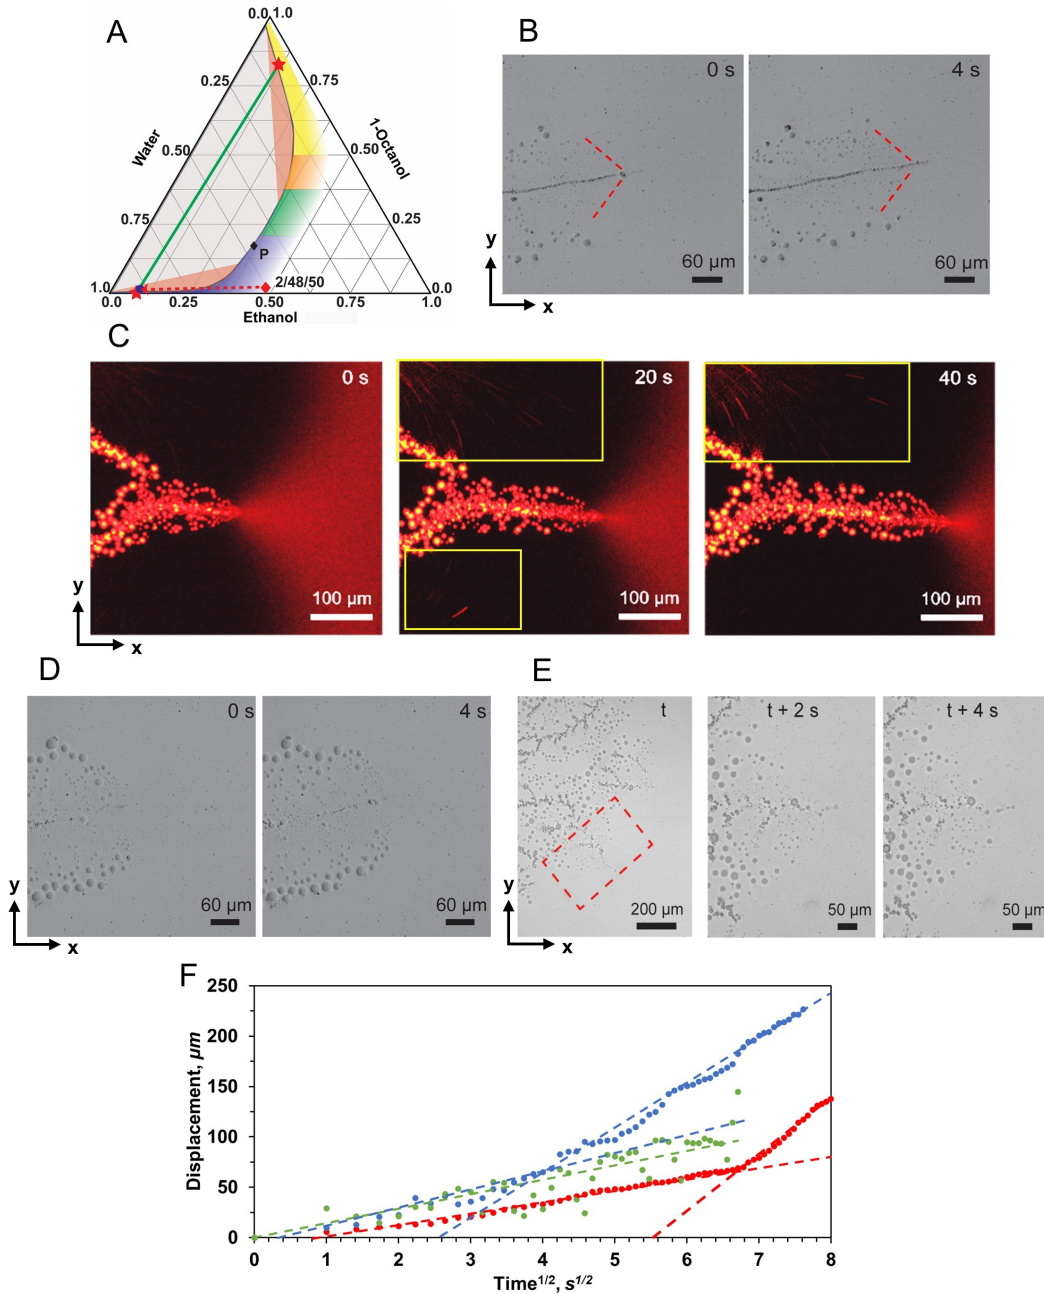 A
0.0 1.0
0.25
0.75
Water
1-Octanol
0.50
0.50
0.75
0.25
P
2/48/50
1.0
0.0
0.0
0.25
0.50
0.75
1.0
Ethanol
B
0 s
4 s
60 µm
60 µm
y
x
C
0 s
20 s
40 s
100 µm
100 µm
100 µm
y
x
D
0 s
4 s
60 µm
60 µm
y
x
E
t
t + 2 s
t + 4 s
200 µm
50 µm
50 µm
y
x
F
250
200
150
100
50
0
Displacement, µm
0 1 2 3 4 5 6 7 8
Time1/2, s1/2